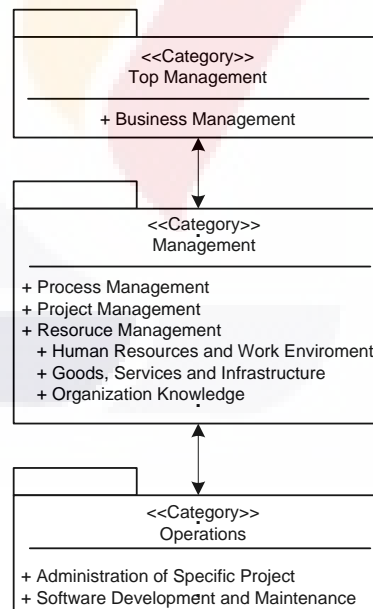 <<Category>>
Top Management
+ Business Management
<<Category>>
Management
+ Process Management
+ Project Management
+ Resoruce Management
+ Human Resources and Work Enviroment
+ Goods, Services and Infrastructure
+ Organization Knowledge
<<Category>>
Operations
+ Administration of Specific Project
+ Software Development and Maintenance